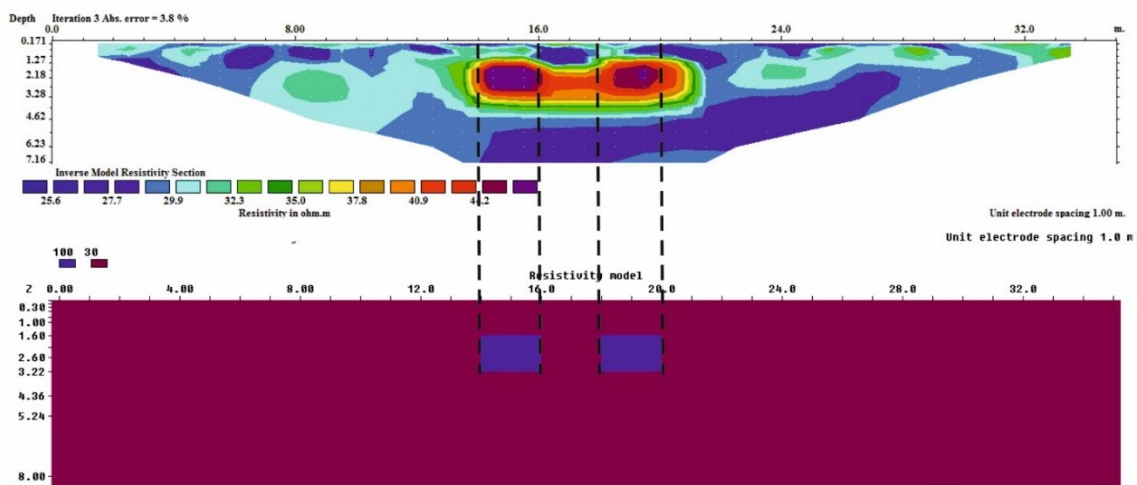 Depth Iteration 3 Abs. error = 3.8 %
0.0 8.00 16.0 24.0 32.0 m.
0.171
1.27
2.18
3.28
4.62
6.23
7.16
Inverse Model Resistivity Section
25.6 27.7 29.9 32.3 35.0 37.8 40.9 44.2
Resistivity in ohm.m
Unit electrode spacing 1.00 m.
Unit electrode spacing 1.0 m
100 30
Resistivity model
Z 0.00 4.00 8.00 12.0 16.0 20.0 24.0 28.0 32.0
0.30
1.00
1.60
2.60
3.22
4.36
5.24
8.00